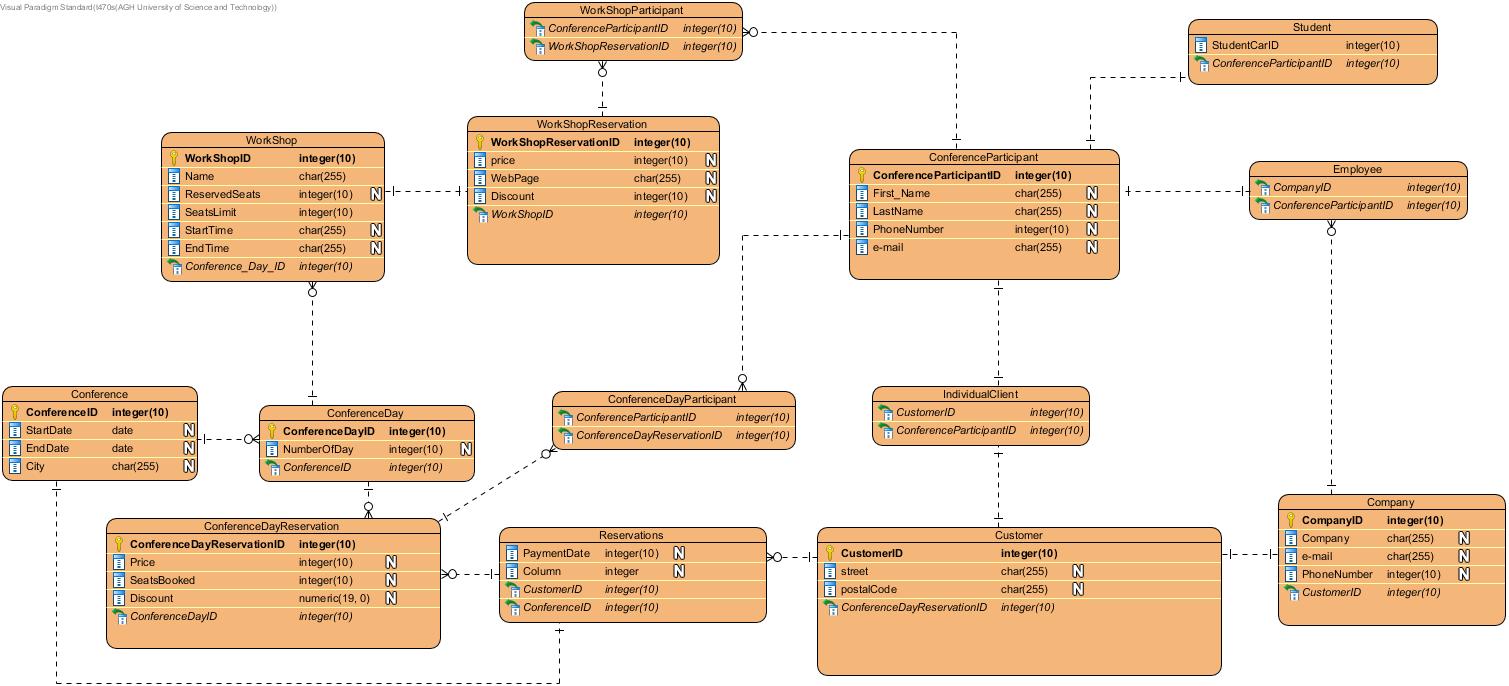 Visual Paradigm Standard(l470s(AGH University of Science and Technology))
WorkShopParticipant
ConferenceParticipantID integer(10)
WorkShopReservationID integer(10)
Student
StudentCarID integer(10)
ConferenceParticipantID integer(10)
WorkShop
WorkShopID integer(10)
Name char(255)
ReservedSeats integer(10) N
SeatsLimit integer(10)
StartTime char(255) N
EndTime char(255) N
Conference_Day_ID integer(10)
WorkShopReservation
WorkShopReservationID integer(10)
price integer(10) N
WebPage char(255) N
Discount integer(10) N
WorkShopID integer(10)
ConferenceParticipant
ConferenceParticipantID integer(10)
First_Name char(255) N
LastName char(255) N
PhoneNumber integer(10) N
e-mail char(255) N
Employee
CompanyID integer(10)
ConferenceParticipantID integer(10)
Conference
ConferenceID integer(10)
StartDate date N
EndDate date N
City char(255) N
ConferenceDay
ConferenceDayID integer(10)
NumberOfDay integer(10) N
ConferenceID integer(10)
ConferenceDayParticipant
ConferenceParticipantID integer(10)
ConferenceDayReservationID integer(10)
IndividualClient
CustomerID integer(10)
ConferenceParticipantID integer(10)
ConferenceDayReservation
ConferenceDayReservationID integer(10)
Price integer(10) N
SeatsBooked integer(10) N
Discount numeric(19, 0) N
ConferenceDayID integer(10)
Reservations
PaymentDate integer(10) N
Column integer N
CustomerID integer(10)
ConferenceID integer(10)
Customer
CustomerID integer(10)
street char(255) N
postalCode char(255) N
ConferenceDayReservationID integer(10)
Company
CompanyID integer(10)
Company char(255) N
e-mail char(255) N
PhoneNumber integer(10) N
CustomerID integer(10)